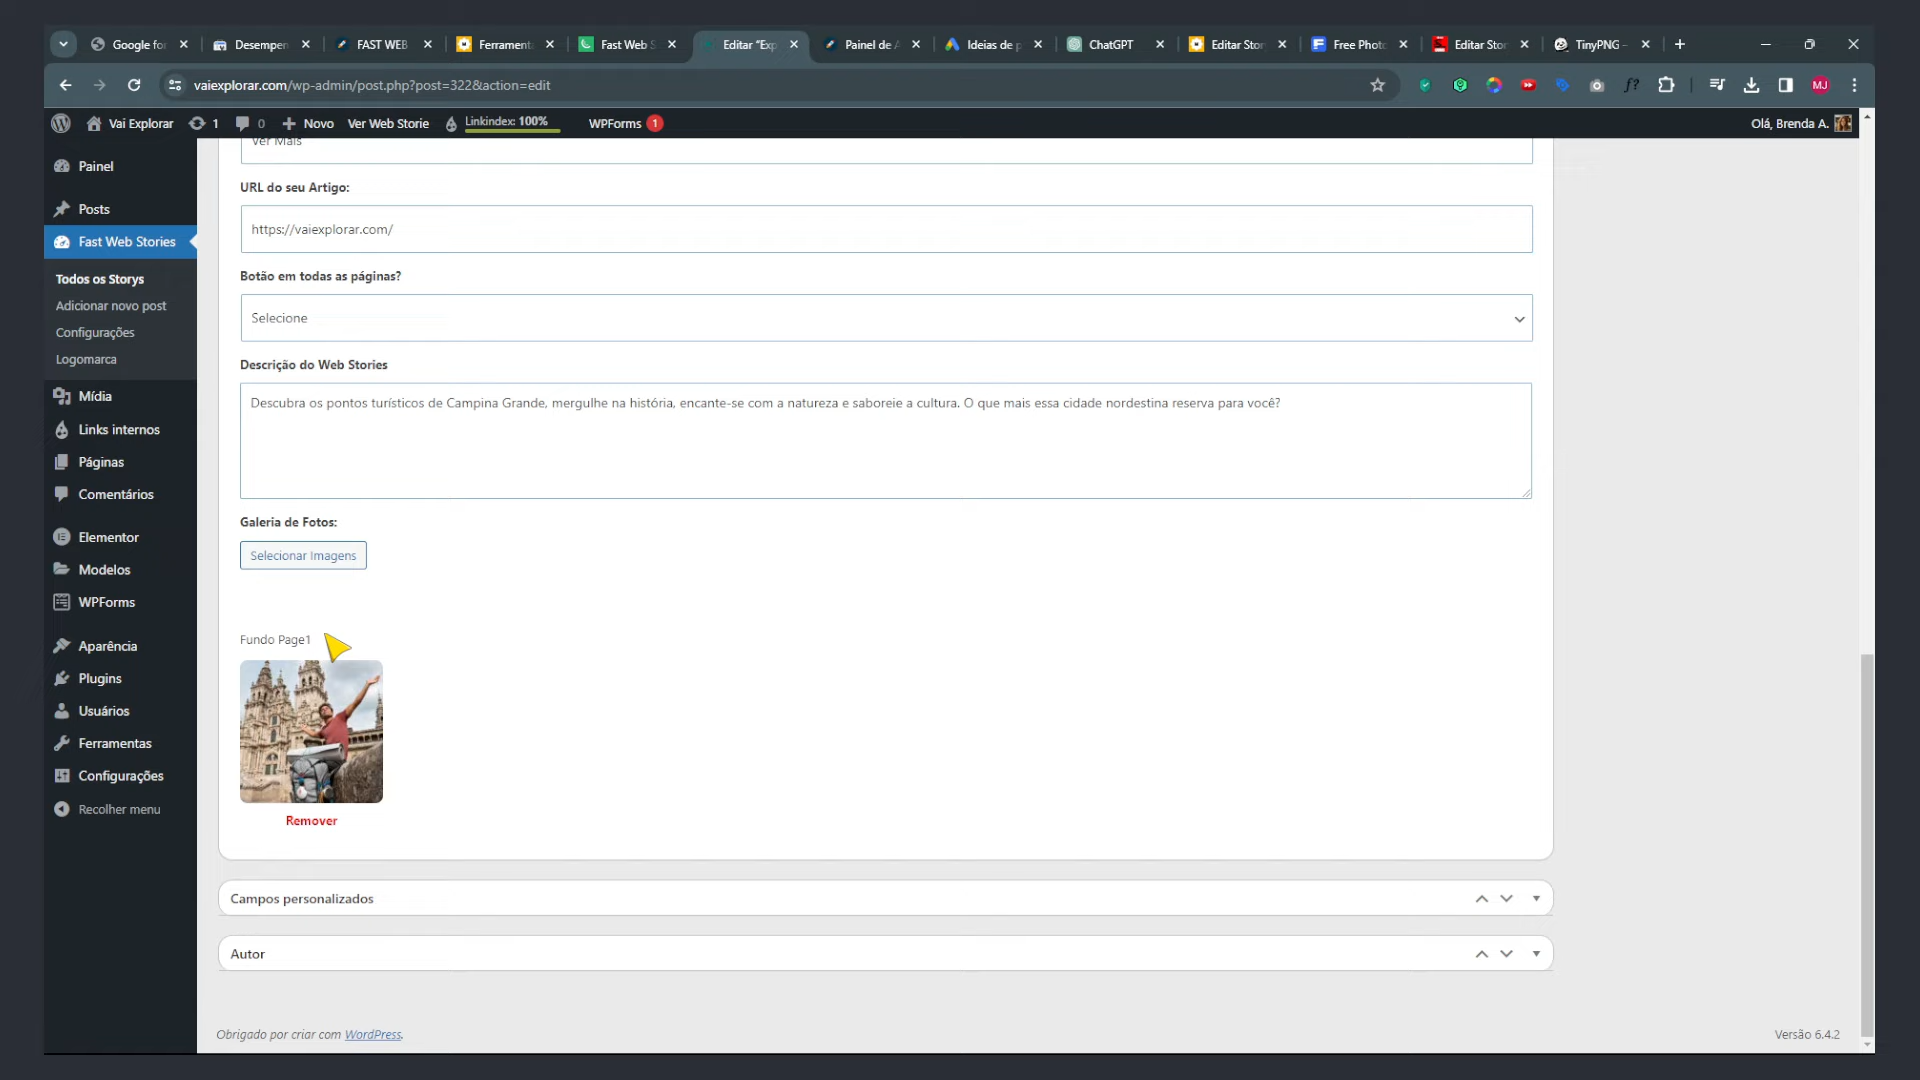 Google fo
Desempen
FAST WEB
Ferrament
Fast Web S
Editar "Exp
Painel de A
Ideias de p
ChatGPT
Editar Stor
Free Photo
Editar Stor
TinyPNG –
vaiexplorar.com/wp-admin/post.php?post=322&action=edit
MJ
Vai Explorar
1
0
Novo
Ver Web Storie
Linkindex: 100%
WPForms 1
Olá, Brenda A.
Painel
Posts
Fast Web Stories
Todos os Storys
Adicionar novo post
Configurações
Logomarca
Mídia
Links internos
Páginas
Comentários
Elementor
Modelos
WPForms
Aparência
Plugins
Usuários
Ferramentas
Configurações
Recolher menu
Ver Mais
URL do seu Artigo:
https://vaiexplorar.com/
Botão em todas as páginas?
Selecione
Descrição do Web Stories
Descubra os pontos turísticos de Campina Grande, mergulhe na história, encante-se com a natureza e saboreie a cultura. O que mais essa cidade nordestina reserva para você?
Galeria de Fotos:
Selecionar Imagens
Fundo Page1
Remover
Campos personalizados
Autor
Obrigado por criar com WordPress.
Versão 6.4.2